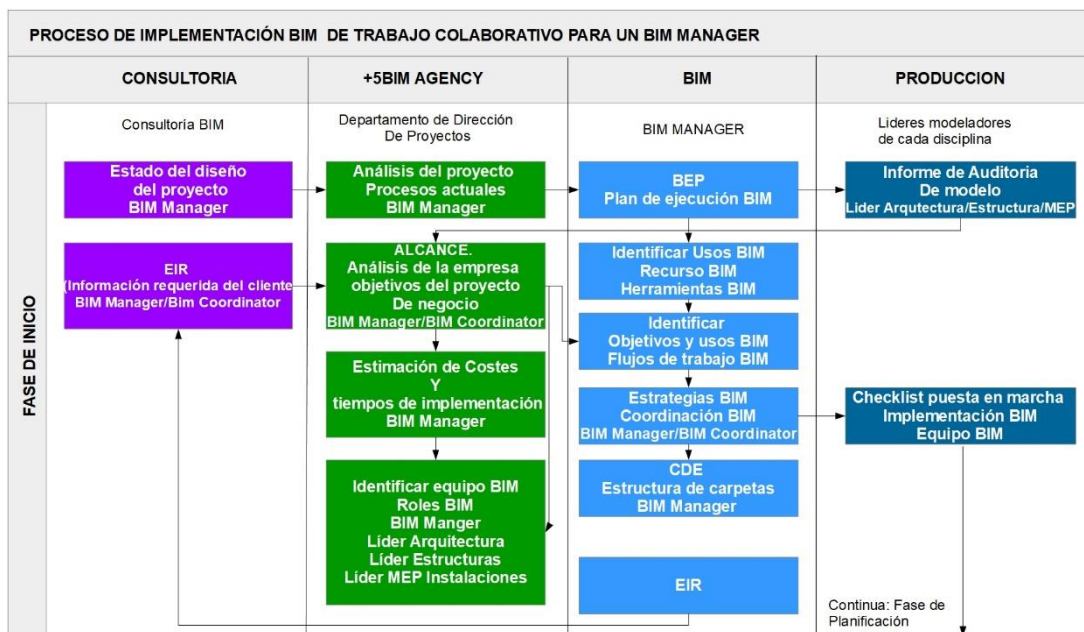 PROCESO DE IMPLEMENTACIÓN BIM DE TRABAJO COLABORATIVO PARA UN BIM MANAGER
CONSULTORÍA
+5BIM AGENCY
BIM
PRODUCCION
FASE DE INICIO
Consultoría BIM
Departamento de Dirección
De Proyectos
BIM MANAGER
Líderes modeladores
de cada disciplina
Estado del diseño
del proyecto
BIM Manager
Análisis del proyecto
Procesos actuales
BIM Manager
BEP
Plan de ejecución BIM
Informe de Auditoria
De modelo
Lider Arqutectura/Estructura/MEP
EIR
(Información requerida del cliente
BIM Manager/Bim Coordinator
ALCANCE.
Análisis de la empresa
objetivos del proyecto
De negocio
BIM Manager/BIM Coordinator
Identificar Usos BIM
Recurso BIM
Herramientas BIM
Identificar
Objetivos y usos BIM
Flujos de trabajo BIM
Estimación de Costes
Y
tiempos de implementación
BIM Manager
Estrategias BIM
Coordinación BIM
BIM Manager/BIM Coordinator
Checklist puesta en marcha
Implementación BIM
Equipo BIM
Identificar equipo BIM
Roles BIM
BIM Manger
Líder Arquitectura
Líder Estructuras
Líder MEP Instalaciones
CDE
Estructura de carpetas
BIM Manager
EIR
Continua: Fase de
Planificación